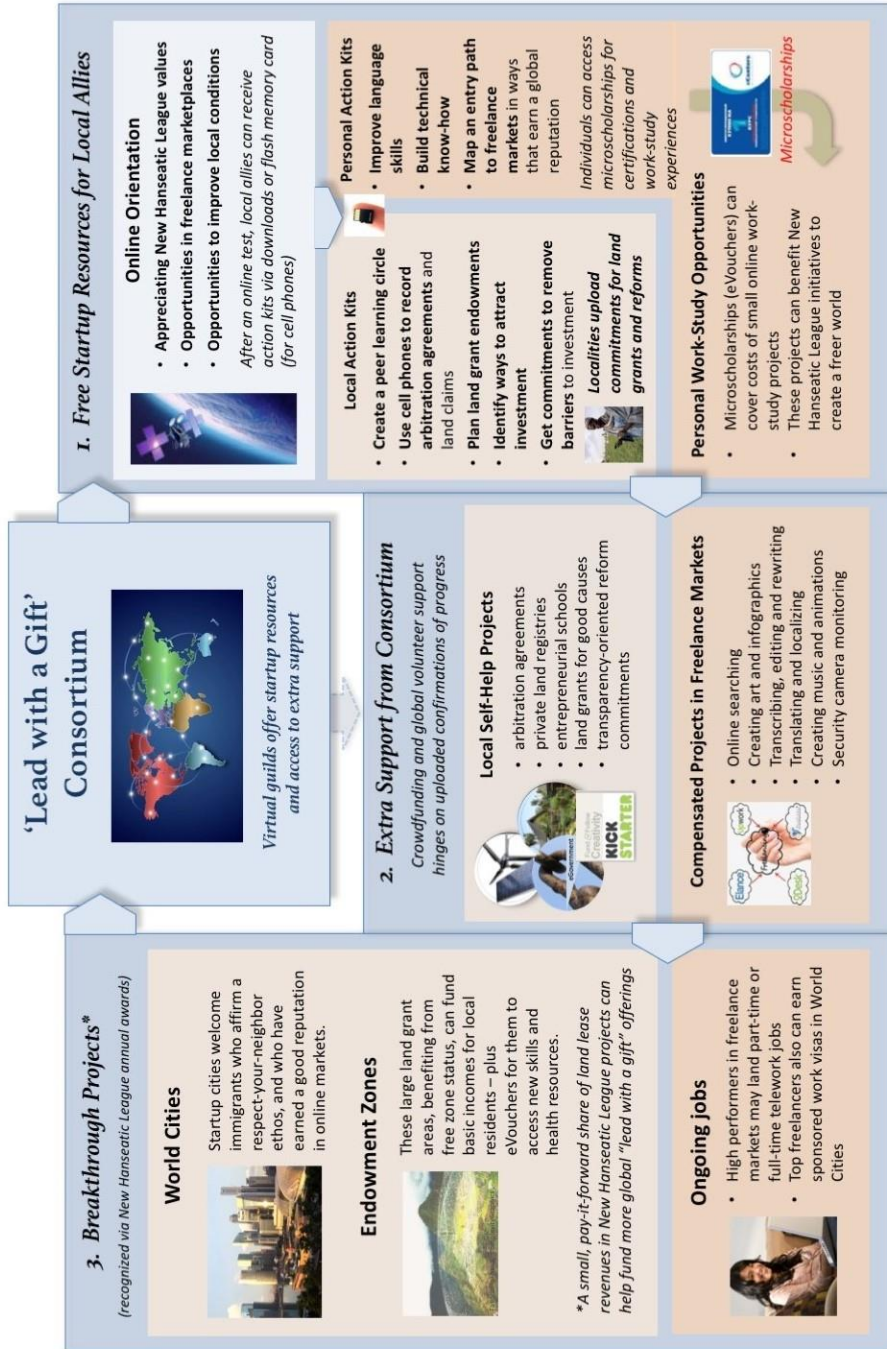 'Lead with a Gift'
Consortium
Virtual guilds offer startup resources
and access to extra support
1. Free Startup Resources for Local Allies
Online Orientation
• Appreciating New Hanseatic League values
• Opportunities in freelance marketplaces
• Opportunities to improve local conditions
After an online test, local allies can receive
action kits via downloads or flash memory card
(for cell phones)
Local Action Kits
• Create a peer learning circle
• Use cell phones to record
arbitration agreements and
land claims
• Plan land grant endowments
• Identify ways to attract
investment
• Get commitments to remove
barriers to investment
Localities upload
commitments for land
grants and reforms
Personal Action Kits
• Improve language
skills
• Build technical
know-how
• Map an entry path
to freelance
markets in ways
that earn a global
reputation
Individuals can access
microscholarships for
certifications and
work-study
experiences
Personal Work-Study Opportunities
• Microscholarships (eVouchers) can
cover costs of small online work-
study projects
• These projects can benefit New
Hanseatic League initiatives to
create a freer world
1
Microscholarships
2. Extra Support from Consortium
Crowdfunding and global volunteer support
hinges on uploaded confirmations of progress
Local Self-Help Projects
• arbitration agreements
• private land registries
• entrepreneurial schools
• land grants for good causes
• transparency-oriented reform
commitments
eGovernment
Fund & Follow
Creativity
KICK
STARTER
Compensated Projects in Freelance Markets
• Online searching
• Creating art and infographics
• Transcribing, editing and rewriting
• Translating and localizing
• Creating music and animations
• Security camera monitoring
Elance
oDesk
3. Breakthrough Projects*
(recognized via New Hanseatic League annual awards)
World Cities
Startup cities welcome
immigrants who affirm a
respect-your-neighbor
ethos, and who have
earned a good reputation
in online markets.
Endowment Zones
These large land grant
areas, benefiting from
free zone status, can fund
basic incomes for local
residents – plus
eVouchers for them to
access new skills and
health resources.
*A small, pay-it-forward share of land lease
revenues in New Hanseatic League projects can
help fund more global "lead with a gift" offerings
Ongoing jobs
• High performers in freelance
markets may land part-time or
full-time telework jobs
• Top freelancers also can earn
sponsored work visas in World
Cities